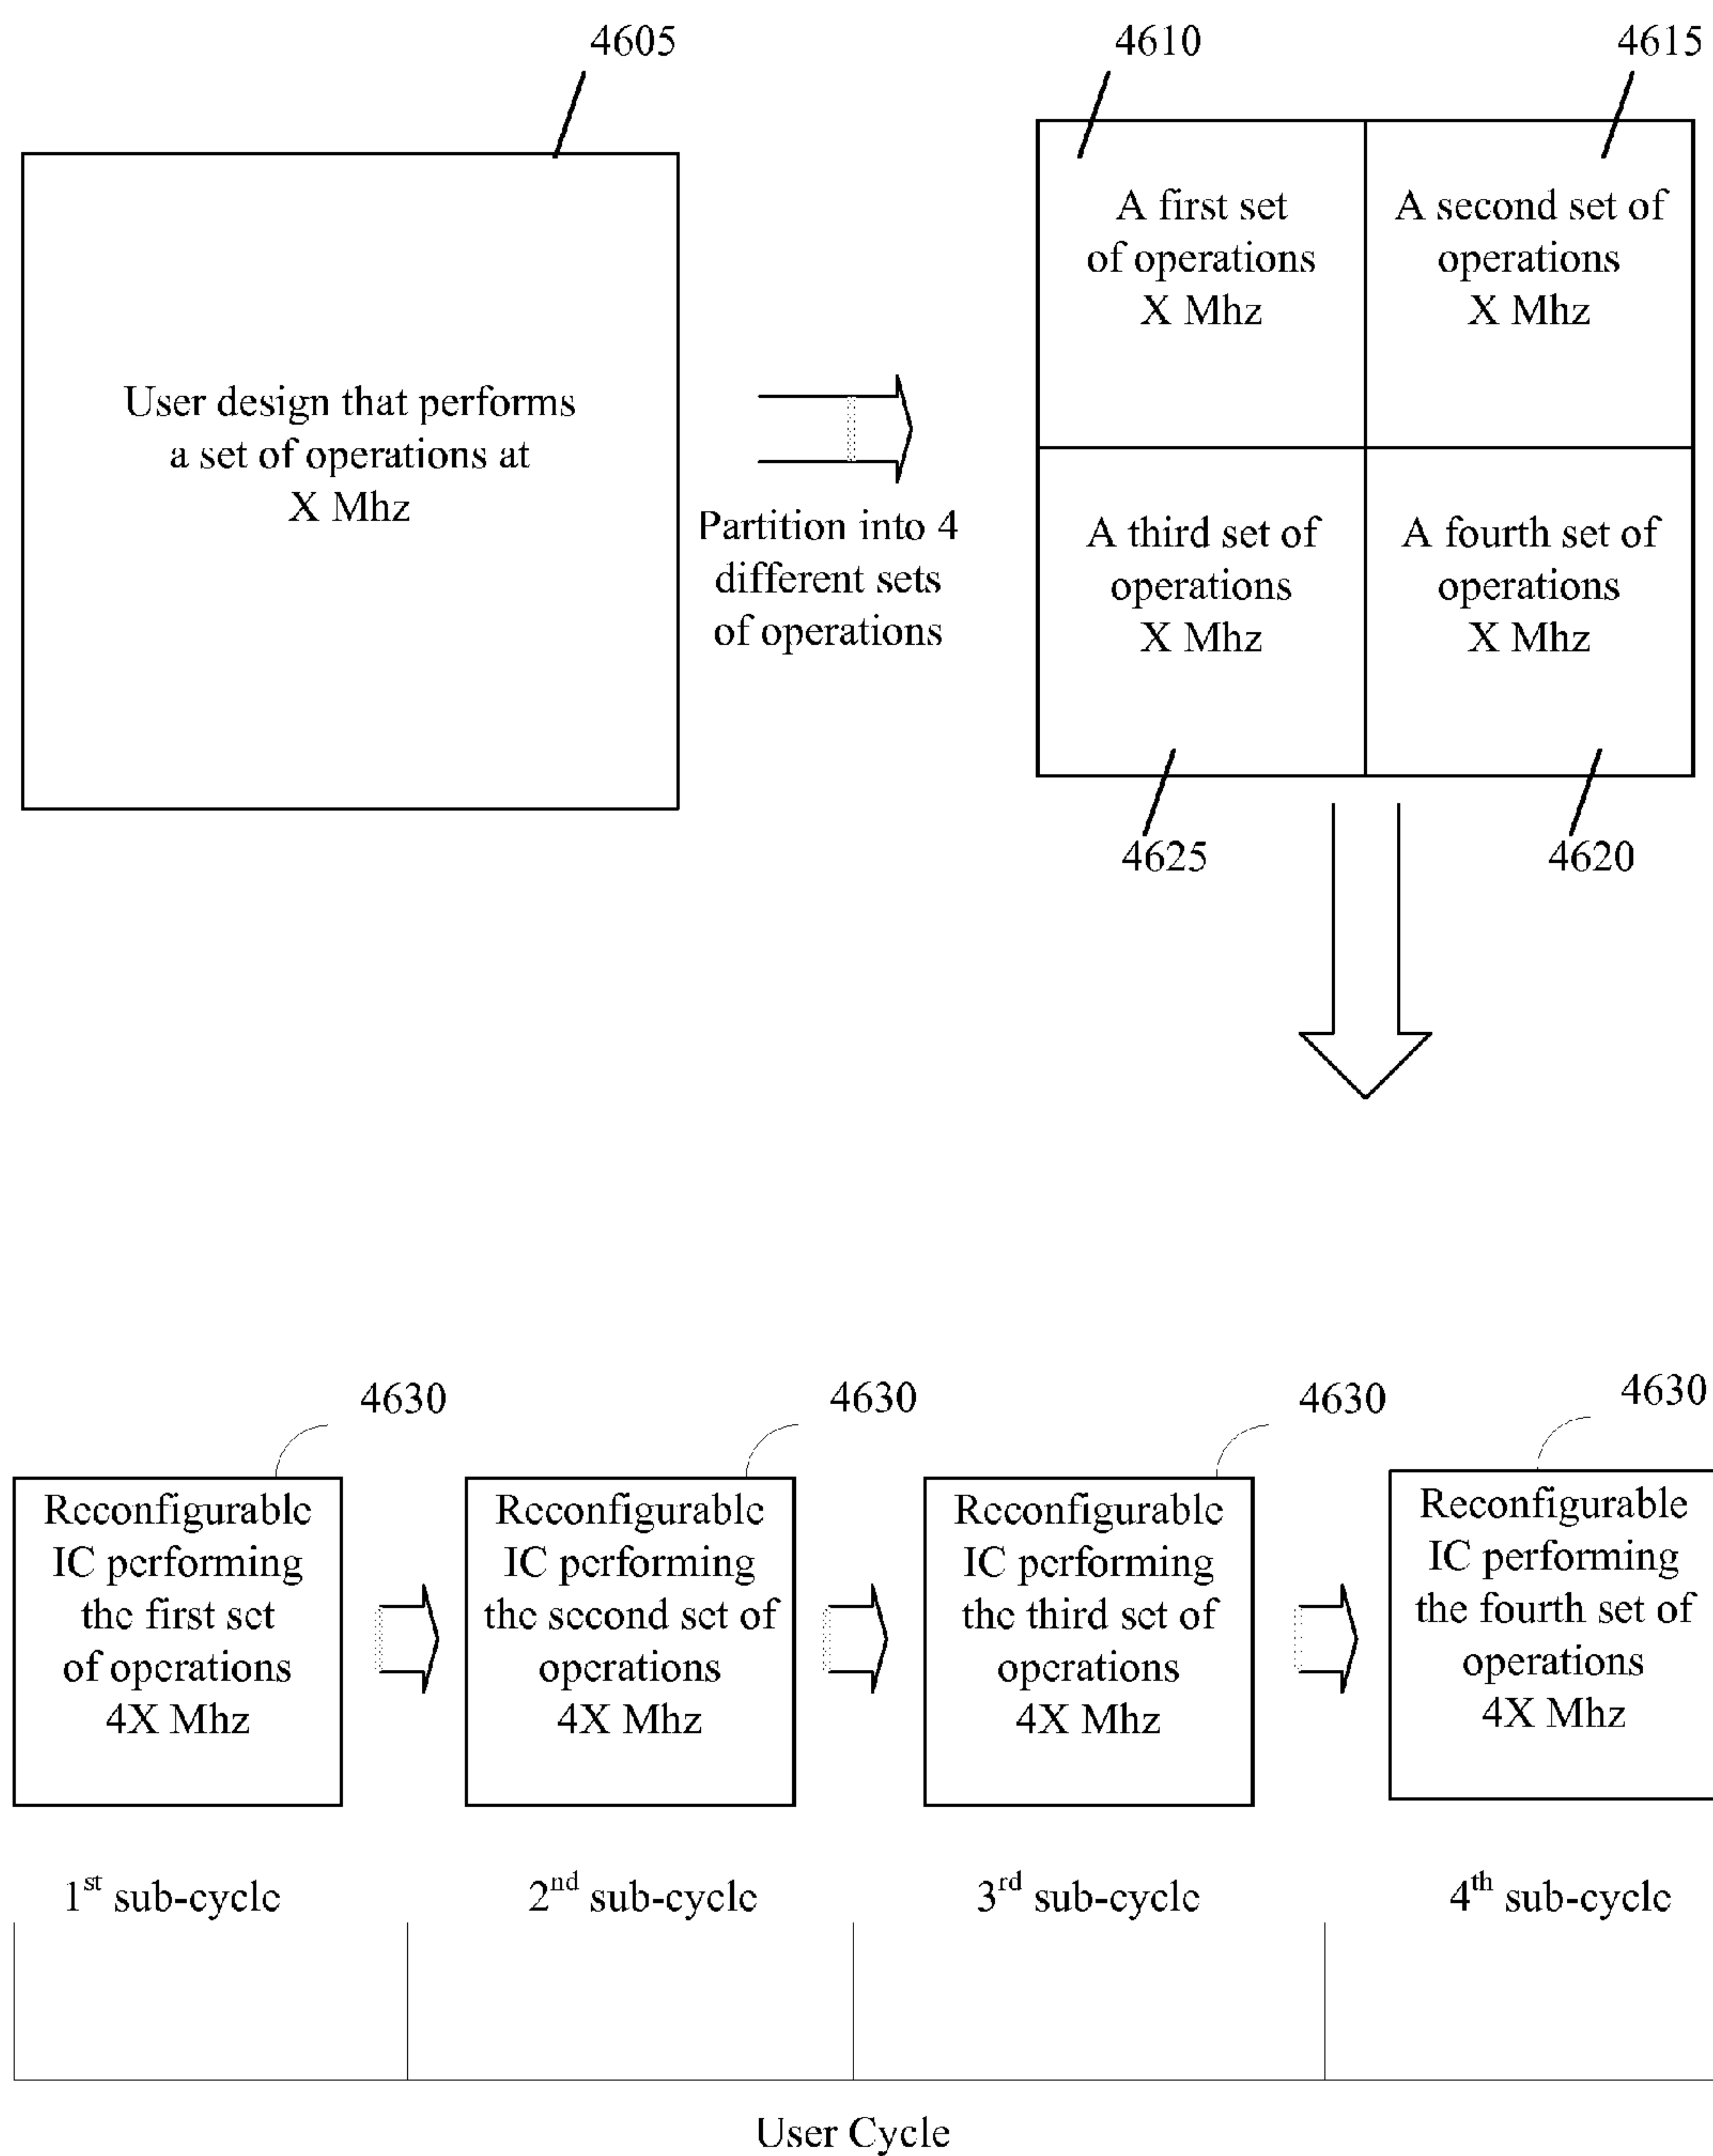 4605
4610
4615
User design that performs
a set of operations at
X Mhz
Partition into 4
different sets
of operations
A first set
of operations
X Mhz
A second set of
operations
X Mhz
A third set of
operations
X Mhz
A fourth set of
operations
X Mhz
4625
4620
4630
4630
4630
4630
Reconfigurable
IC performing
the first set
of operations
4X Mhz
Reconfigurable
IC performing
the second set of
operations
4X Mhz
Reconfigurable
IC performing
the third set of
operations
4X Mhz
Reconfigurable
IC performing
the fourth set of
operations
4X Mhz
1st sub-cycle
2nd sub-cycle
3rd sub-cycle
4th sub-cycle
User Cycle